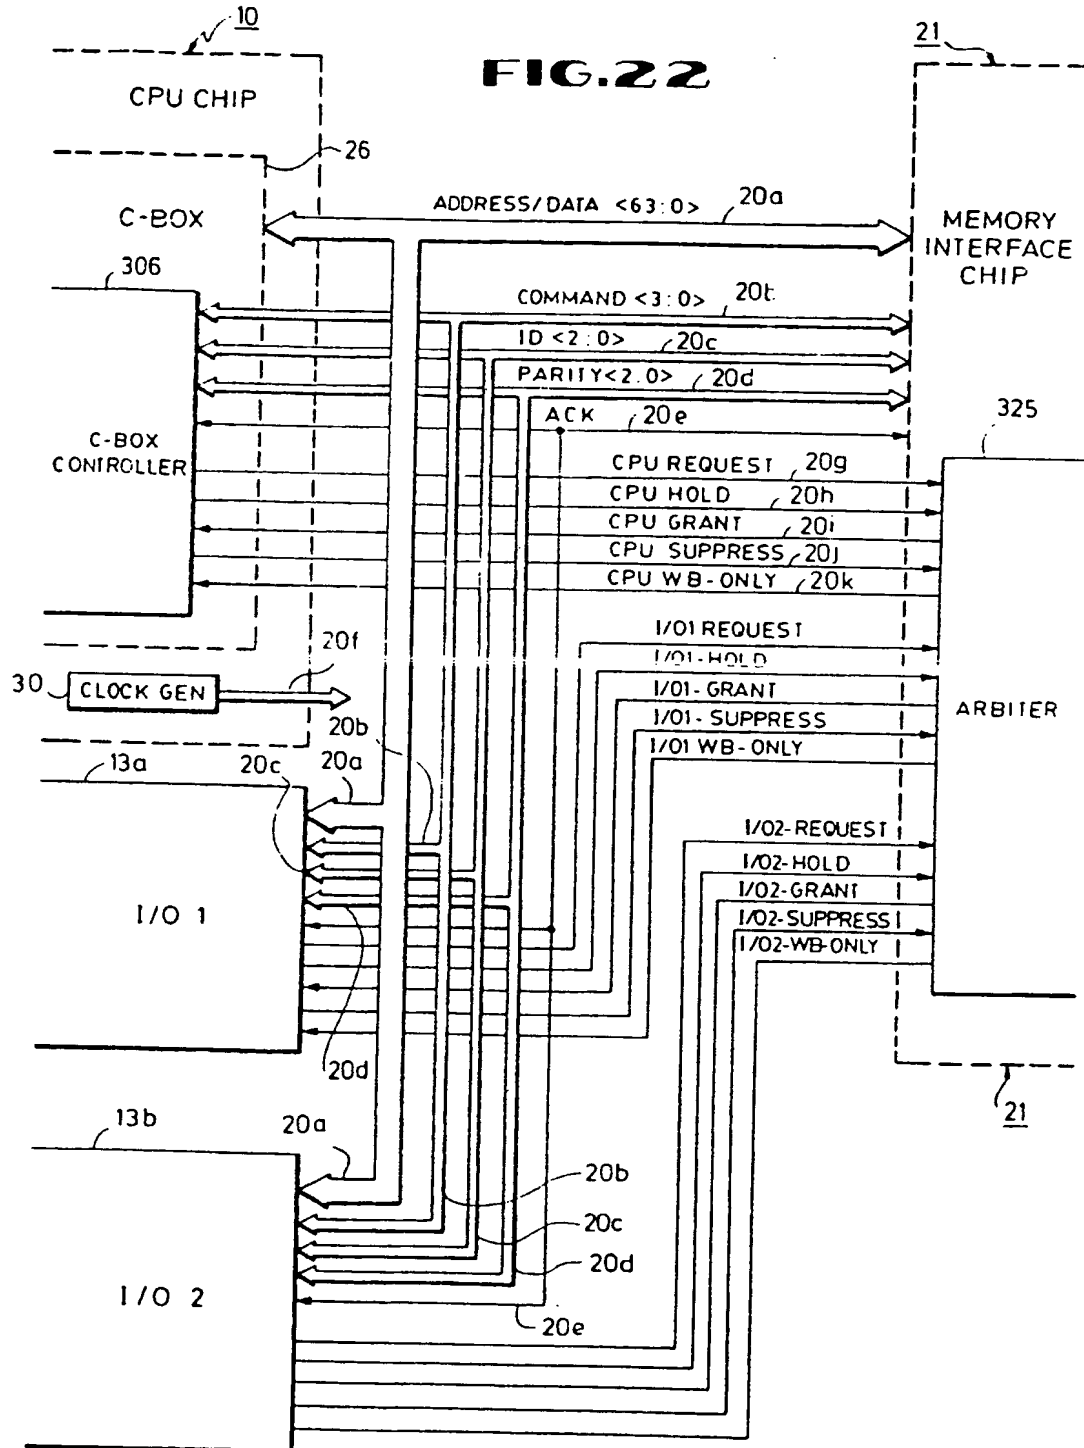 10
21
FIG.22
CPU CHIP
26
C-BOX
ADDRESS/DATA <63:0> 20a
MEMORY
INTERFACE
CHIP
306
COMMAND <3:0> 20b
ID <2:0> 20c
PARITY<2:0> 20d
ACK 20e
325
C-BOX
CONTROLLER
CPU REQUEST 20g
CPU HOLD 20h
CPU GRANT 20i
CPU SUPPRESS 20j
CPU WB-ONLY 20k
I/O1 REQUEST
I/O1-HOLD
I/O1-GRANT
I/O1-SUPPRESS
I/O1 WB-ONLY
ARBITER
20f
30 CLOCK GEN
20b
13a
20c
20a
I/O2-REQUEST
I/O2-HOLD
I/O2-GRANT
I/O2-SUPPRESS
I/O2-WB-ONLY
I/O 1
20d
21
13b
20a
20b
20c
20d
I/O 2
20e